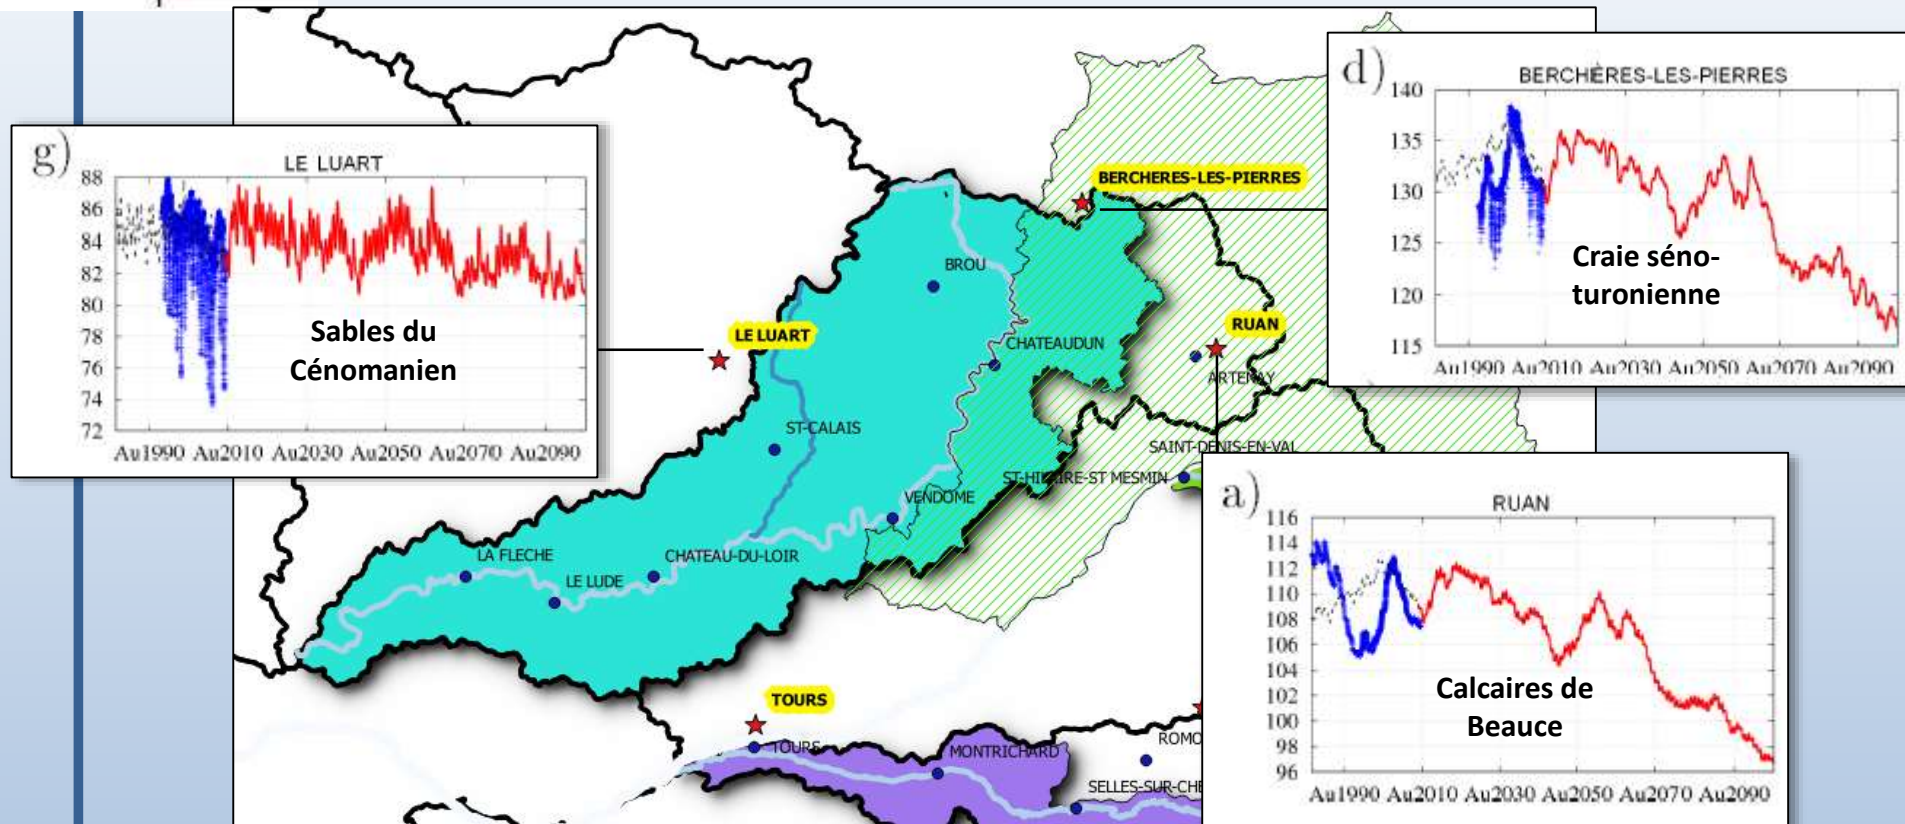 g)
LE LUART
88
86
84
82
80
78
76
74
72
Au1990 Au2010 Au2030 Au2050 Au2070 Au2090
Sables du
Cénomanien
d)
BERCHÈRES-LES-PIERRES
140
135
130
125
120
115
Au1990 Au2010 Au2030 Au2050 Au2070 Au2090
Craie séno-
turonienne
BERCHERES-LES-PIERRES
BROU
LE LUART
RUAN
CHATEAUDUN
ARTENAY
ST-CALAIS
SAINT-DENIS-EN-VAL
ST-HILAIRE-ST MESMIN
VENDOME
LA FLECHE
CHATEAU-DU-LOIR
LE LUDE
TOURS
TOURS
MONTRICHARD
ROMO
SELLES-SUR-CHE
a)
RUAN
116
114
112
110
108
106
104
102
100
98
96
Au1990 Au2010 Au2030 Au2050 Au2070 Au2090
Calcaires de
Beauce